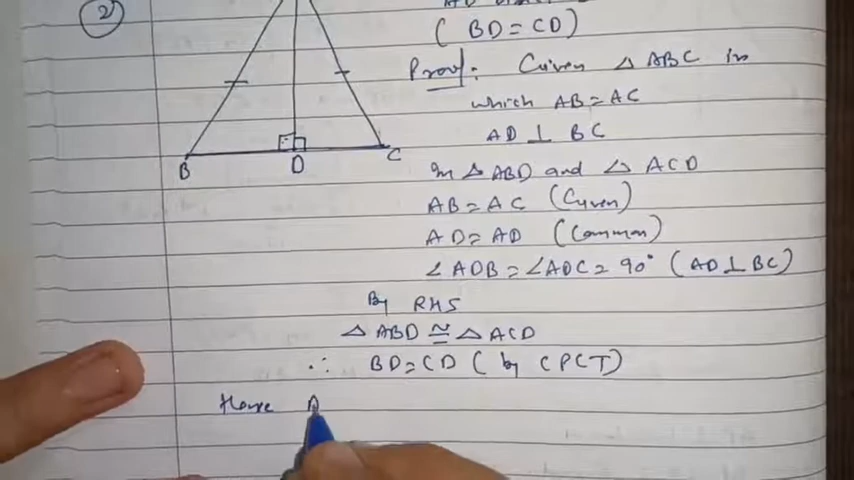 2
( BD = CD )
Proof: Given △ ABC in
which AB = AC
AD ⊥ BC
B D C
In △ ABD and △ ACD
AB = AC (Given)
AD = AD (Common)
∠ADB = ∠ADC = 90° (AD ⊥ BC)
By RHS
△ ABD ≅ △ ACD
∴ BD = CD ( by CPCT)
Hence A